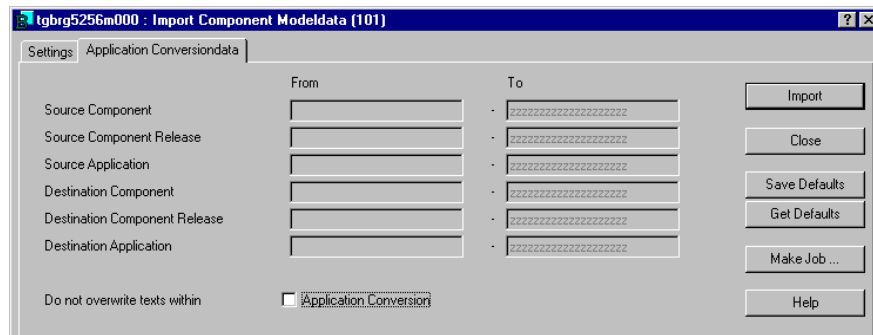 tgbrg5256m000 : Import Component Modeldata [101]
Settings Application Conversiondata
From To
Source Component - zzzzzzzzzzzzzzzzzzzz
Source Component Release - zzzzzzzzzzzzzzzzzzzz
Source Application - zzzzzzzzzzzzzzzzzzzz
Destination Component - zzzzzzzzzzzzzzzzzzzz
Destination Component Release - zzzzzzzzzzzzzzzzzzzz
Destination Application - zzzzzzzzzzzzzzzzzzzz
Do not overwrite texts within Application Conversion
Import
Close
Save Defaults
Get Defaults
Make Job ...
Help